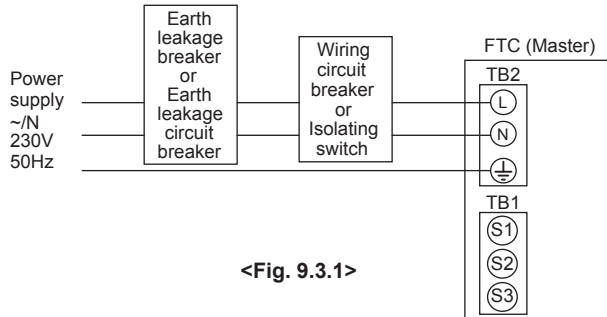 Power
supply
~/N
230V
50Hz
Earth
leakage
breaker
or
Earth
leakage
circuit
breaker
Wiring
circuit
breaker
or
Isolating
switch
FTC (Master)
TB2
L
N
TB1
S1
S2
S3
<Fig. 9.3.1>